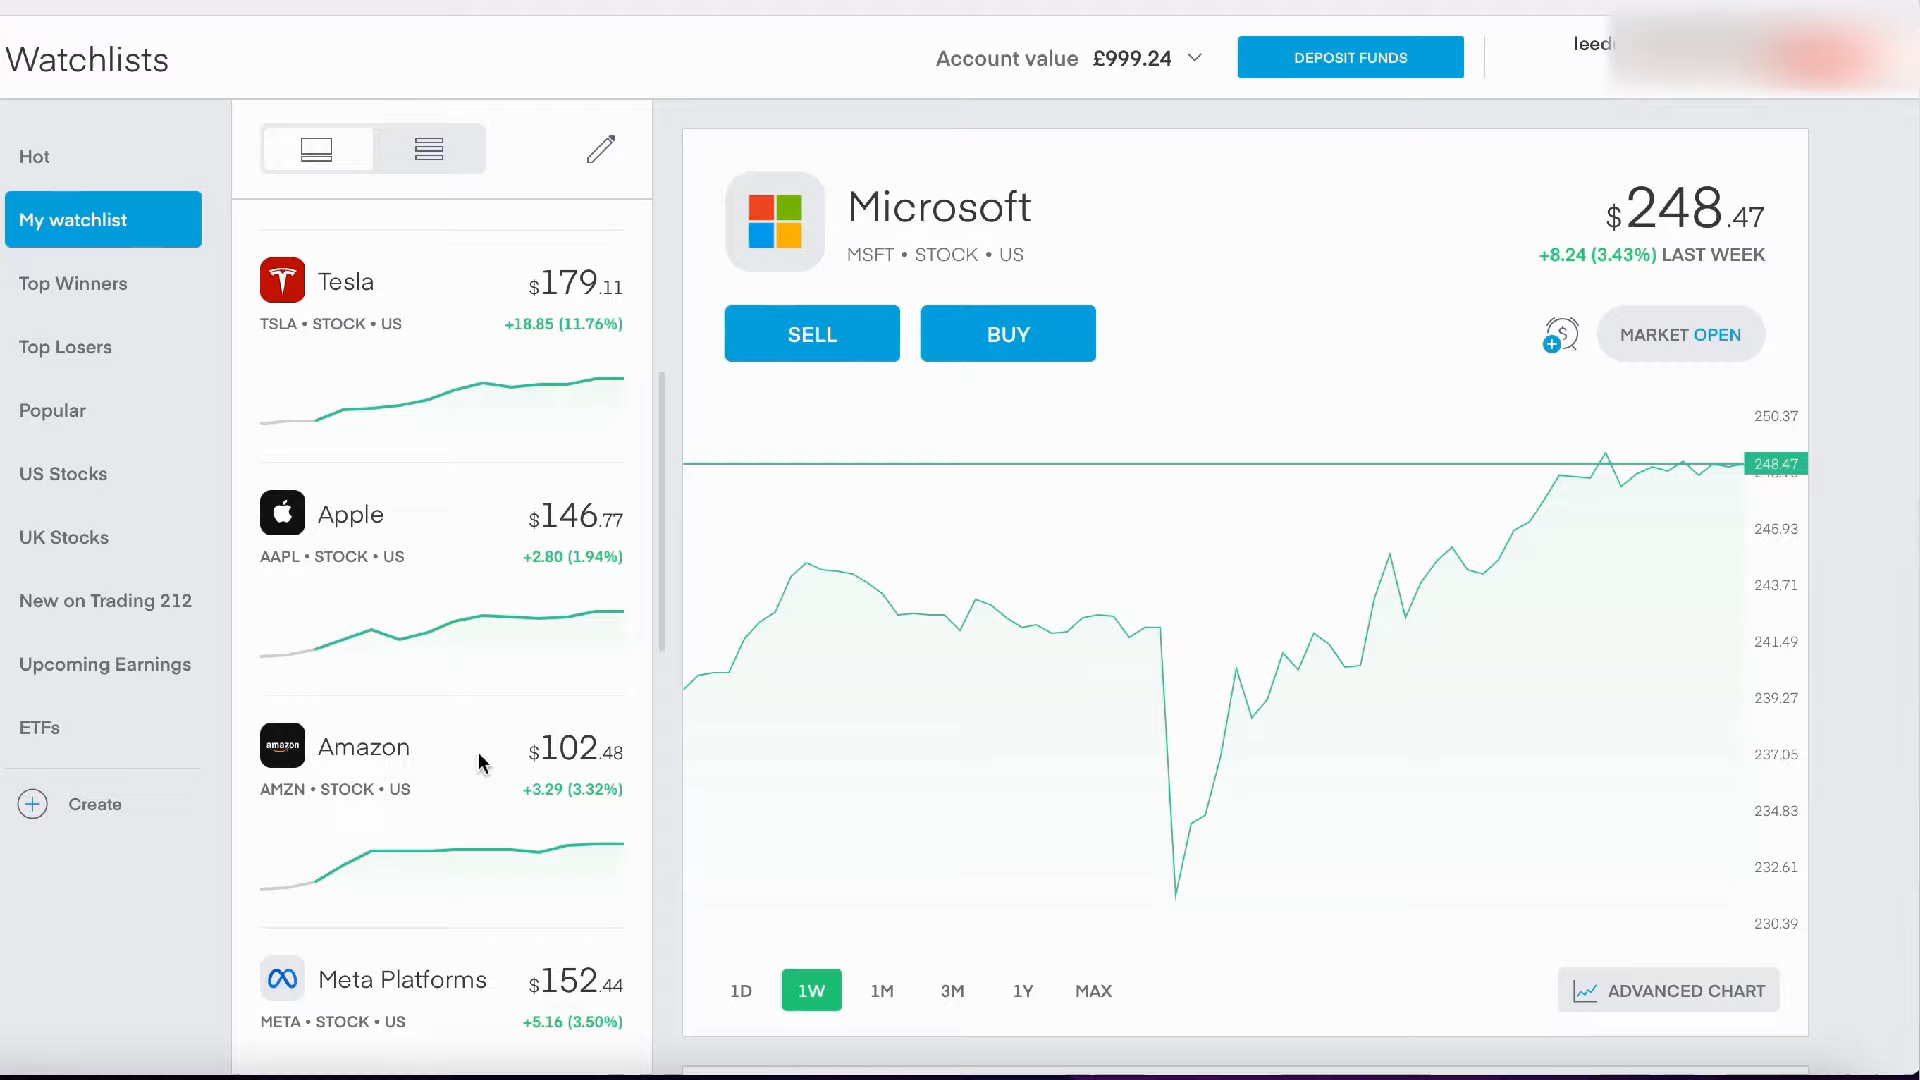 Watchlists
Account value £999.24
DEPOSIT FUNDS
Hot
My watchlist
Top Winners
Top Losers
Popular
US Stocks
UK Stocks
New on Trading 212
Upcoming Earnings
ETFs
Create
Tesla
$179.11
TSLA • STOCK • US
+18.85 (11.76%)
Apple
$146.77
AAPL • STOCK • US
+2.80 (1.94%)
amazon
Amazon
$102.48
AMZN • STOCK • US
+3.29 (3.32%)
Meta Platforms
$152.44
META • STOCK • US
+5.16 (3.50%)
Microsoft
MSFT • STOCK • US
$248.47
+8.24 (3.43%) LAST WEEK
SELL
BUY
MARKET OPEN
250.37
248.47
245.93
243.71
241.49
239.27
237.05
234.83
232.61
230.39
1D
1W
1M
3M
1Y
MAX
ADVANCED CHART